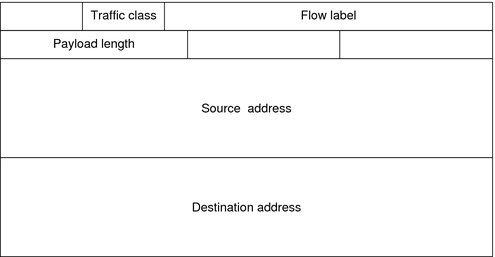 Traffic class
Flow label
Payload length
Source address
Destination address